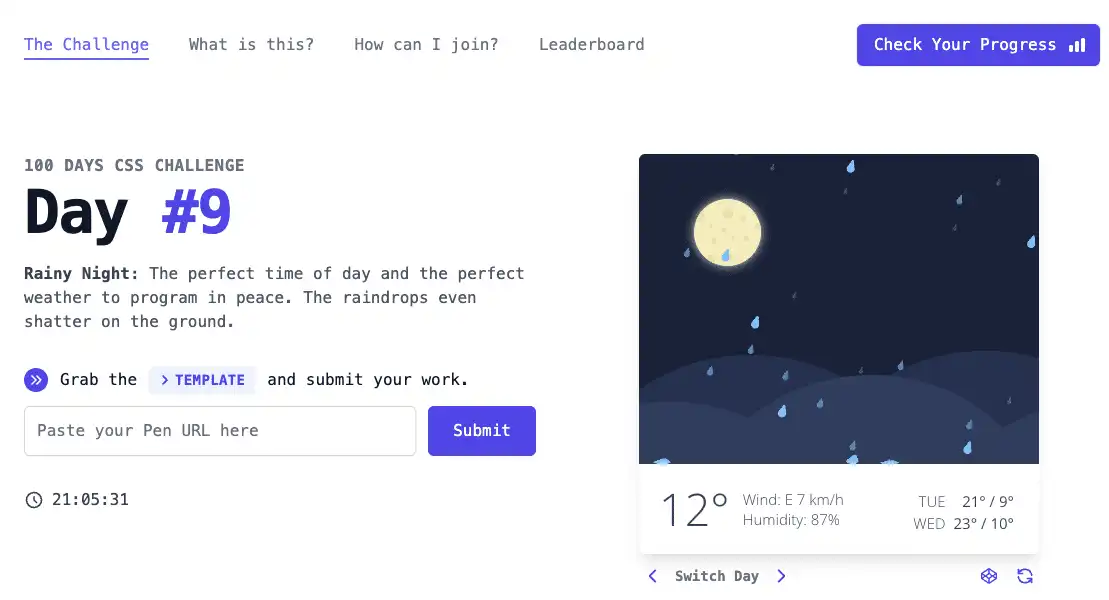 The Challenge What is this? How can I join? Leaderboard Check Your Progress
100 DAYS CSS CHALLENGE
Day #9
Rainy Night: The perfect time of day and the perfect
weather to program in peace. The raindrops even
shatter on the ground.
Grab the TEMPLATE and submit your work.
Paste your Pen URL here Submit
21:05:31
12° Wind: E 7 km/h
Humidity: 87%
TUE 21° / 9°
WED 23° / 10°
Switch Day